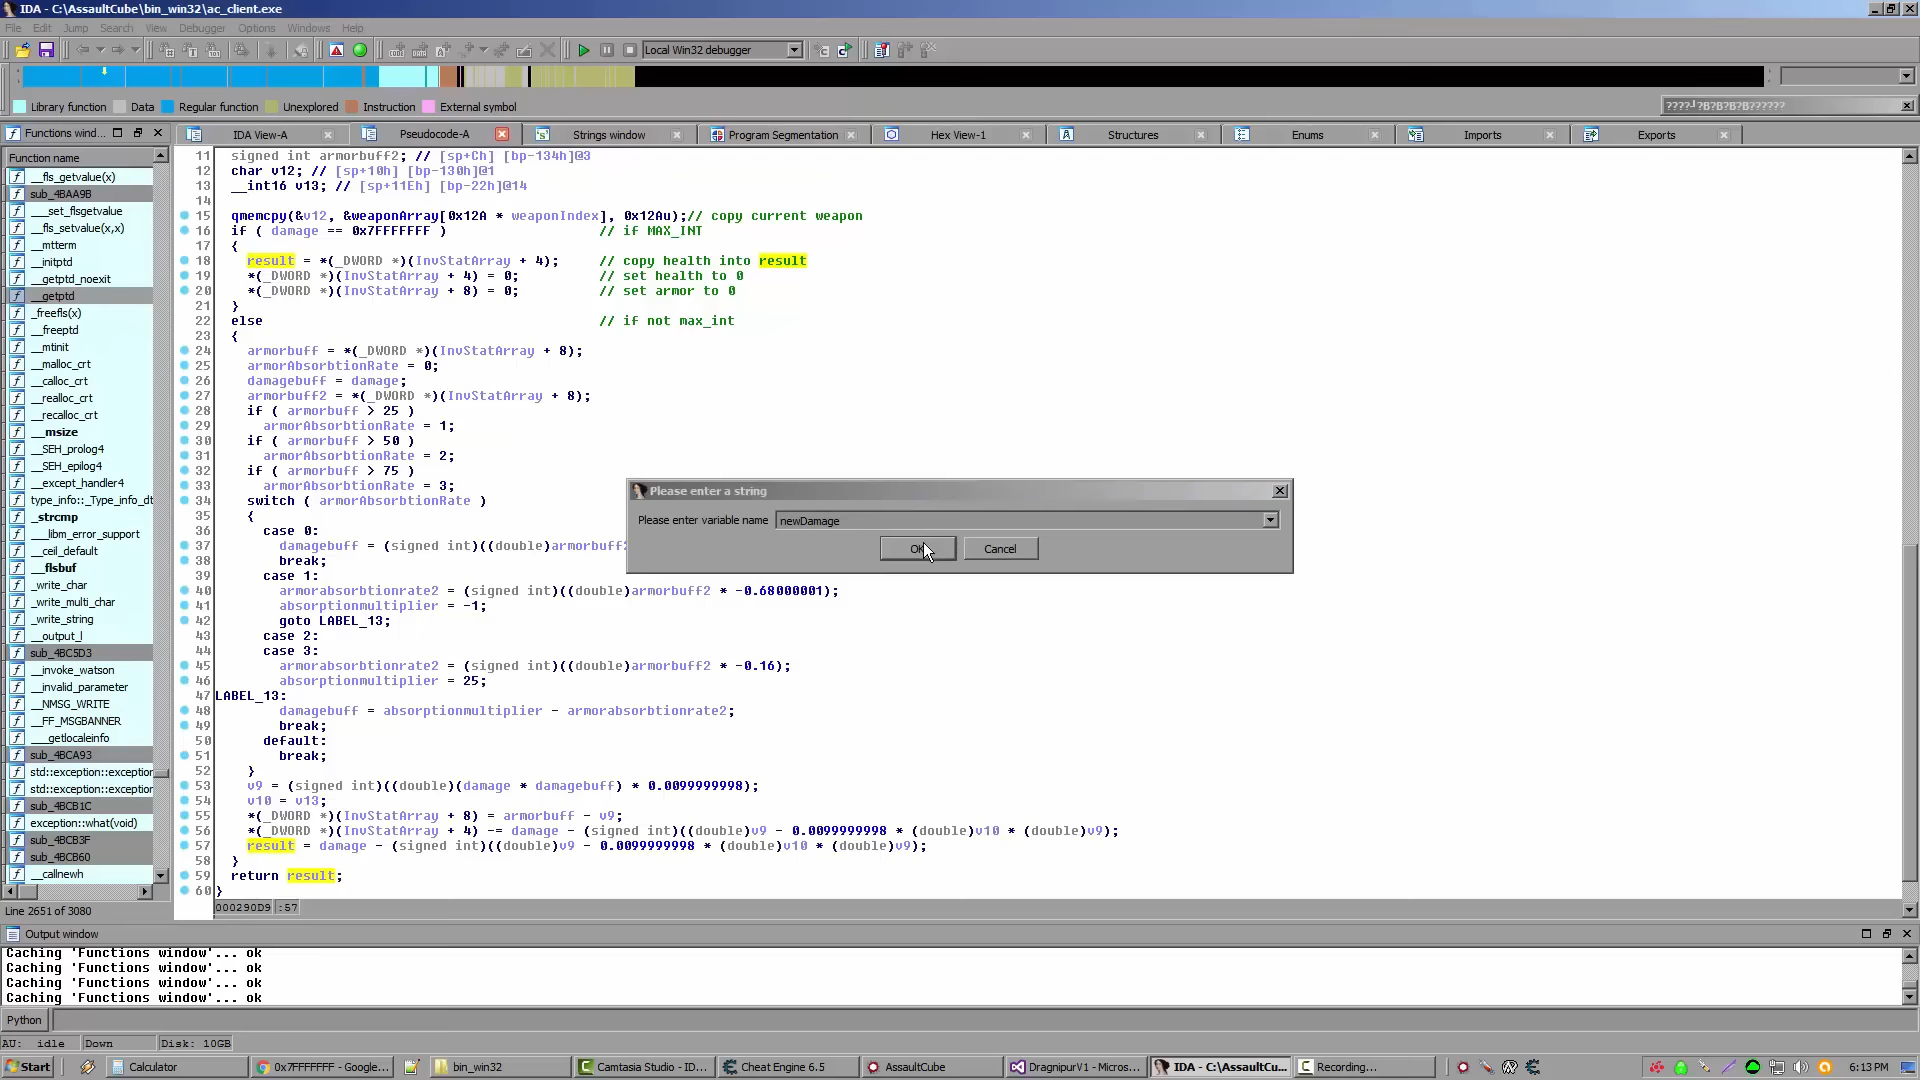 IDA - C:\AssaultCube\bin_win32\ac_client.exe
File Edit Jump Search View Debugger Options Windows Help
Local Win32 debugger
Library function Data Regular function Unexplored Instruction External symbol
Functions wind... IDA View-A Pseudocode-A Strings window Program Segmentation Hex View-1 Structures Enums Imports Exports
Function name
__fls_getvalue(x)
sub_4BAA9B
___set_flsgetvalue
__fls_setvalue(x,x)
__mtterm
__initptd
__getptd_noexit
__getptd
_freefls(x)
__freeptd
__mtinit
__malloc_crt
__calloc_crt
__realloc_crt
__recalloc_crt
__msize
__SEH_prolog4
__SEH_epilog4
__except_handler4
type_info::_Type_info_dt
_strcmp
___libm_error_support
__ceil_default
__flsbuf
_write_char
_write_multi_char
_write_string
__output_l
sub_4BC5D3
__invoke_watson
__invalid_parameter
__NMSG_WRITE
__FF_MSGBANNER
____getlocaleinfo
sub_4BCA93
std::exception::exception
std::exception::exception
sub_4BCB1C
exception::what(void)
sub_4BCB3F
sub_4BCB60
__callnewh
Line 2651 of 3080
11 signed int armorbuff2; // [sp+Ch] [bp-134h]@3
12 char v12; // [sp+10h] [bp-130h]@1
13 __int16 v13; // [sp+11Eh] [bp-22h]@14
14
15 qmemcpy(&v12, &weaponArray[0x12A * weaponIndex], 0x12Au);// copy current weapon
16 if ( damage == 0x7FFFFFFF ) // if MAX_INT
17 {
18 result = *(_DWORD *)(InvStatArray + 4); // copy health into result
19 *(_DWORD *)(InvStatArray + 4) = 0; // set health to 0
20 *(_DWORD *)(InvStatArray + 8) = 0; // set armor to 0
21 }
22 else // if not max_int
23 {
24 armorbuff = *(_DWORD *)(InvStatArray + 8);
25 armorAbsorbtionRate = 0;
26 damagebuff = damage;
27 armorbuff2 = *(_DWORD *)(InvStatArray + 8);
28 if ( armorbuff > 25 )
29 armorAbsorbtionRate = 1;
30 if ( armorbuff > 50 )
31 armorAbsorbtionRate = 2;
32 if ( armorbuff > 75 )
33 armorAbsorbtionRate = 3;
34 switch ( armorAbsorbtionRate )
35 {
36 case 0:
37 damagebuff = (signed int)((double)armorbuff2
38 break;
39 case 1:
40 armorabsorbtionrate2 = (signed int)((double)armorbuff2 * -0.68000001);
41 absorptionmultiplier = -1;
42 goto LABEL_13;
43 case 2:
44 case 3:
45 armorabsorbtionrate2 = (signed int)((double)armorbuff2 * -0.16);
46 absorptionmultiplier = 25;
47 LABEL_13:
48 damagebuff = absorptionmultiplier - armorabsorbtionrate2;
49 break;
50 default:
51 break;
52 }
53 v9 = (signed int)((double)(damage * damagebuff) * 0.0099999998);
54 v10 = v13;
55 *(_DWORD *)(InvStatArray + 8) = armorbuff - v9;
56 *(_DWORD *)(InvStatArray + 4) -= damage - (signed int)((double)v9 - 0.0099999998 * (double)v10 * (double)v9);
57 result = damage - (signed int)((double)v9 - 0.0099999998 * (double)v10 * (double)v9);
58 }
59 return result;
60 }
000290D9 :57
Please enter a string
Please enter variable name newDamage
OK Cancel
Output window
Caching 'Functions window'... ok
Caching 'Functions window'... ok
Caching 'Functions window'... ok
Caching 'Functions window'... ok
Python
AU: idle Down Disk: 10GB
Start Calculator 0x7FFFFFFF - Google... bin_win32 Camtasia Studio - ID... Cheat Engine 6.5 AssaultCube DragnipurV1 - Micros... IDA - C:\AssaultCu... Recording... 6:13 PM